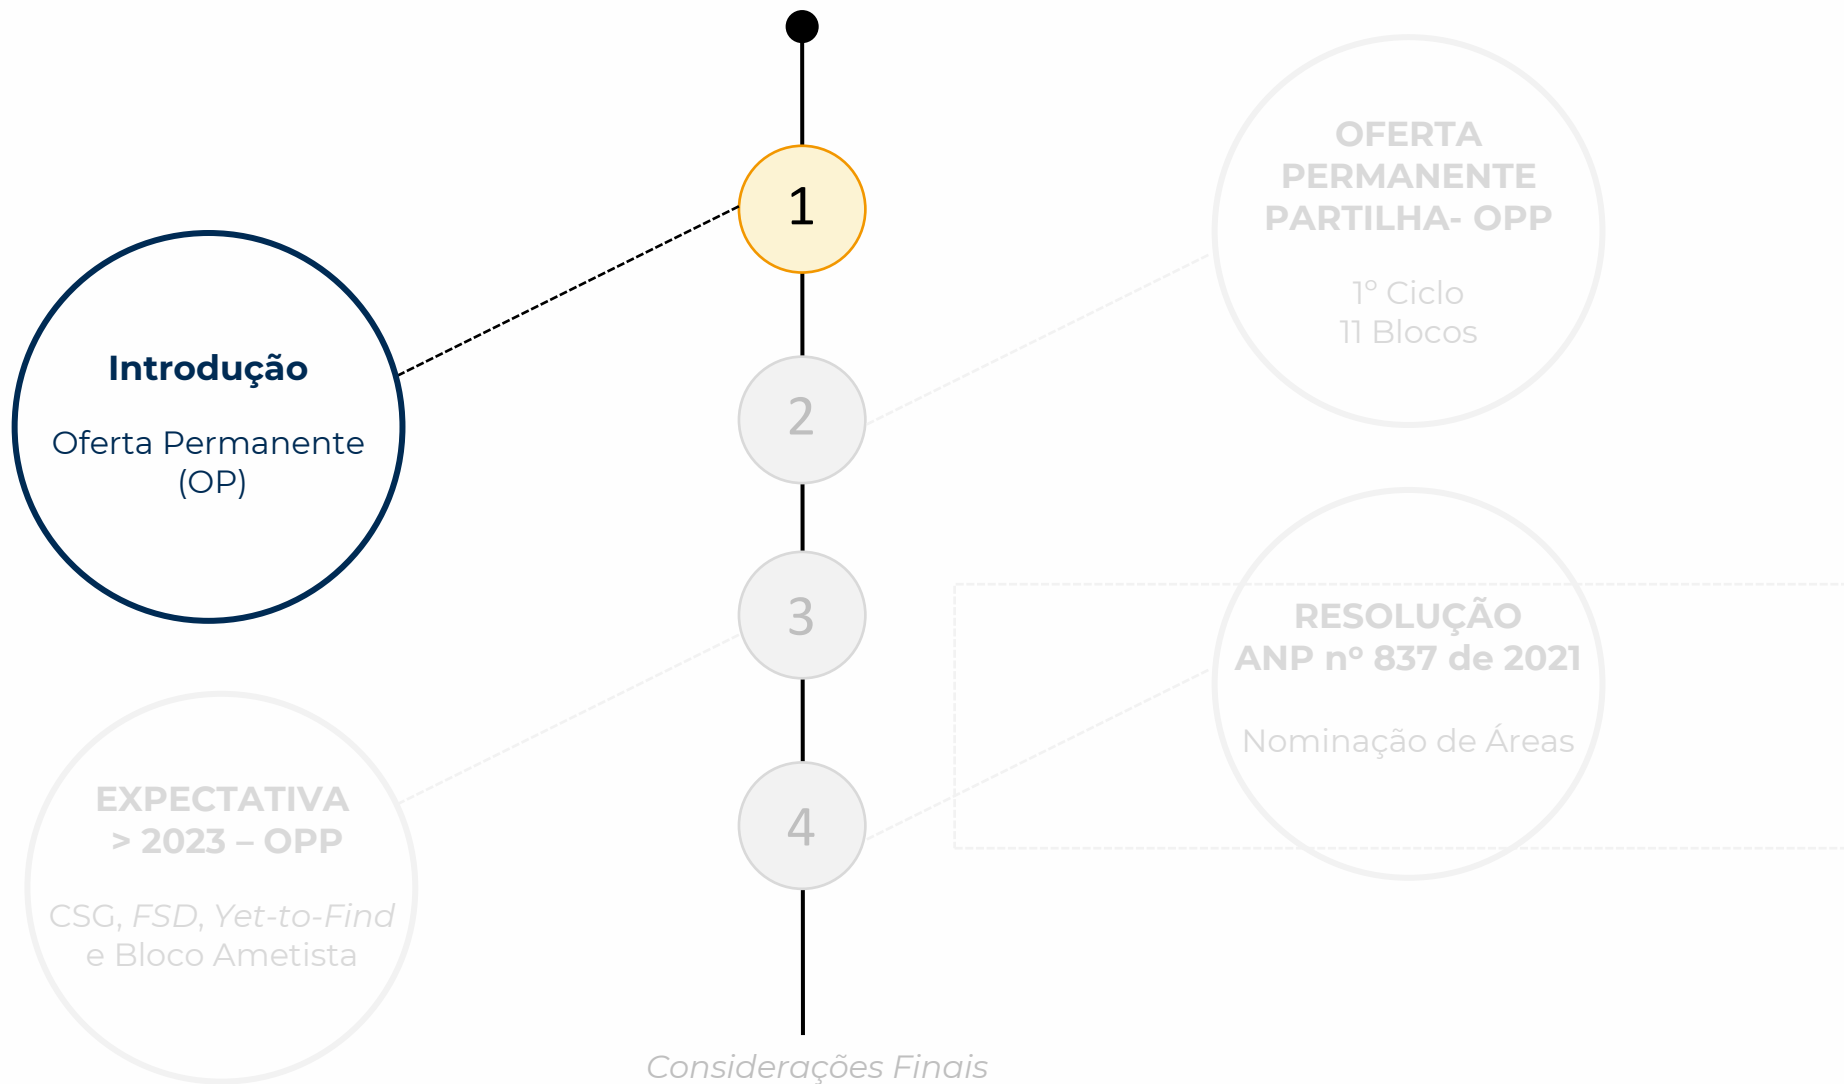 1
Introdução
Oferta Permanente
(OP)
2
OFERTA
PERMANENTE
PARTILHA- OPP
1º Ciclo
11 Blocos
3
EXPECTATIVA
> 2023 – OPP
CSG, FSD, Yet-to-Find
e Bloco Ametista
4
RESOLUÇÃO
ANP nº 837 de 2021
Nominação de Áreas
Considerações Finais